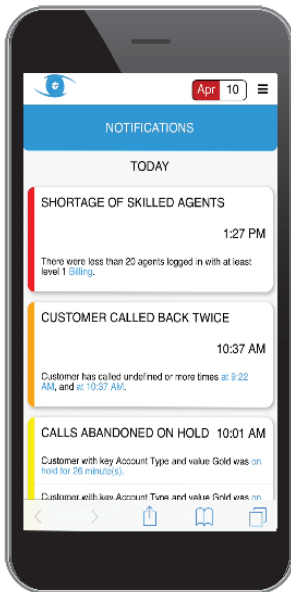 Apr 10
NOTIFICATIONS
TODAY
SHORTAGE OF SKILLED AGENTS
1:27 PM
There were less than 20 agents logged in with at least
level 1 Billing.
CUSTOMER CALLED BACK TWICE
10:37 AM
Customer has called undefined or more times at 9:22
AM, and at 10:37 AM.
CALLS ABANDONED ON HOLD 10:01 AM
Customer with key Account Type and value Gold was on
hold for 26 minute(s).
Customer with key Account Type and value Gold was on